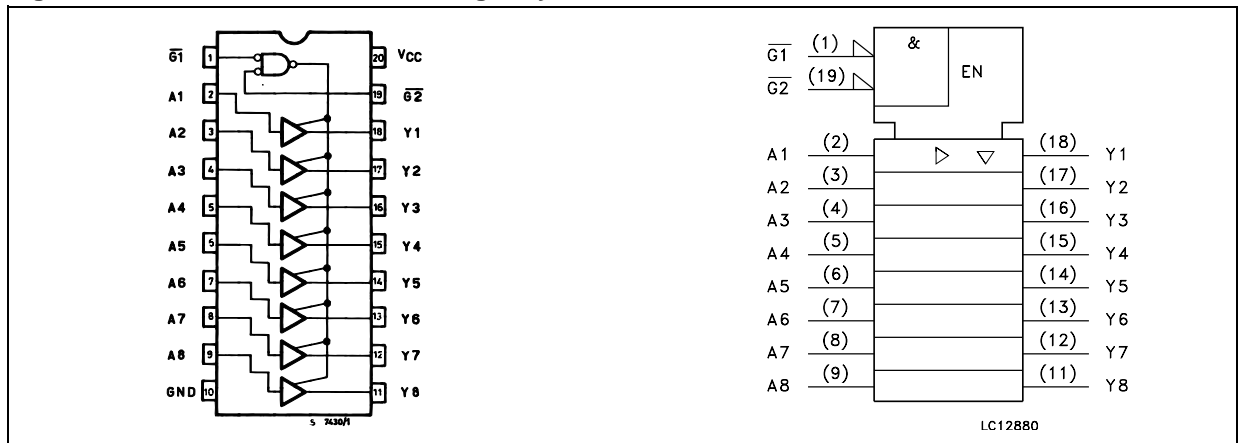 G1 1 20 VCC
A1 2 19 G2
A2 3 18 Y1
A3 4 17 Y2
A4 5 16 Y3
A5 6 15 Y4
A6 7 14 Y5
A7 8 13 Y6
A8 9 12 Y7
GND 10 11 Y8
S 7430/1
G1 (1) & EN
G2 (19)
A1 (2) (18) Y1
A2 (3) (17) Y2
A3 (4) (16) Y3
A4 (5) (15) Y4
A5 (6) (14) Y5
A6 (7) (13) Y6
A7 (8) (12) Y7
A8 (9) (11) Y8
LC12880